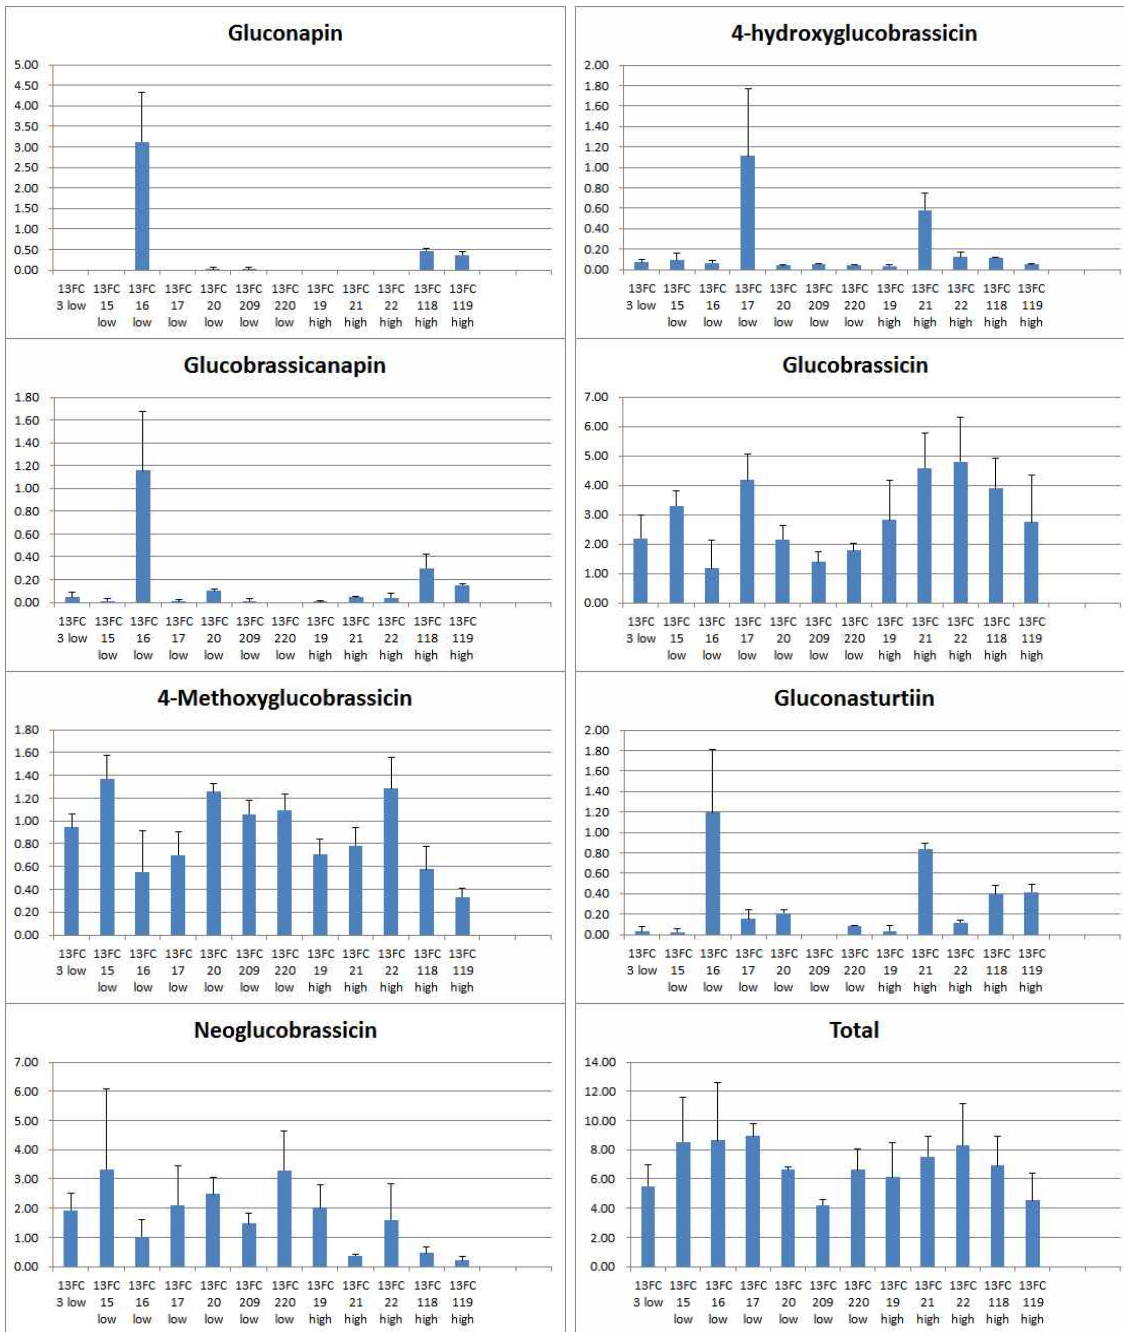 Gluconapin
5.00
4.50
4.00
3.50
3.00
2.50
2.00
1.50
1.00
0.50
0.00
13FC 13FC 13FC 13FC 13FC 13FC 13FC 13FC 13FC 13FC 13FC 13FC
3 low 15 16 17 20 209 220 19 21 22 118 119
low low low low low low high high high high high
4-hydroxyglucobrassicin
2.00
1.80
1.60
1.40
1.20
1.00
0.80
0.60
0.40
0.20
0.00
13FC 13FC 13FC 13FC 13FC 13FC 13FC 13FC 13FC 13FC 13FC 13FC
3 low 15 16 17 20 209 220 19 21 22 118 119
low low low low low low high high high high high
Glucobrassicanapin
1.80
1.60
1.40
1.20
1.00
0.80
0.60
0.40
0.20
0.00
13FC 13FC 13FC 13FC 13FC 13FC 13FC 13FC 13FC 13FC 13FC 13FC
3 low 15 16 17 20 209 220 19 21 22 118 119
low low low low low low high high high high high
Glucobrassicin
7.00
6.00
5.00
4.00
3.00
2.00
1.00
0.00
13FC 13FC 13FC 13FC 13FC 13FC 13FC 13FC 13FC 13FC 13FC 13FC
3 low 15 16 17 20 209 220 19 21 22 118 119
low low low low low low high high high high high
4-Methoxyglucobrassicin
1.80
1.60
1.40
1.20
1.00
0.80
0.60
0.40
0.20
0.00
13FC 13FC 13FC 13FC 13FC 13FC 13FC 13FC 13FC 13FC 13FC 13FC
3 low 15 16 17 20 209 220 19 21 22 118 119
low low low low low low high high high high high
Gluconasturtiin
2.00
1.80
1.60
1.40
1.20
1.00
0.80
0.60
0.40
0.20
0.00
13FC 13FC 13FC 13FC 13FC 13FC 13FC 13FC 13FC 13FC 13FC 13FC
3 low 15 16 17 20 209 220 19 21 22 118 119
low low low low low low high high high high high
Neoglucobrassicin
7.00
6.00
5.00
4.00
3.00
2.00
1.00
0.00
13FC 13FC 13FC 13FC 13FC 13FC 13FC 13FC 13FC 13FC 13FC 13FC
3 low 15 16 17 20 209 220 19 21 22 118 119
low low low low low low high high high high high
Total
14.00
12.00
10.00
8.00
6.00
4.00
2.00
0.00
13FC 13FC 13FC 13FC 13FC 13FC 13FC 13FC 13FC 13FC 13FC 13FC
3 low 15 16 17 20 209 220 19 21 22 118 119
low low low low low low high high high high high